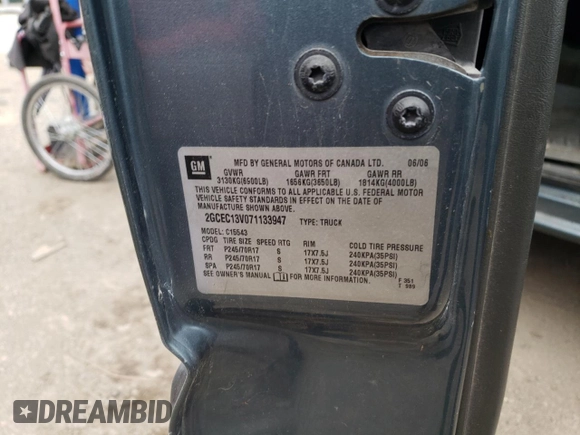 GM
MFD BY GENERAL MOTORS OF CANADA LTD. 06/06
GVWR GAWR FRT GAWR RR
3130KG(6900LB) 1656KG(3650LB) 1814KG(4000LB)
THIS VEHICLE CONFORMS TO ALL APPLICABLE U.S. FEDERAL MOTOR
VEHICLE SAFETY STANDARDS IN EFFECT ON THE DATE OF
MANUFACTURE SHOWN ABOVE.
2GCEC13V071133947 TYPE: TRUCK
MODEL: C15543
CPDG TIRE SIZE SPEED RTG RIM COLD TIRE PRESSURE
FRT P245/70R17 S 17X7.5J 240KPA(35PSI)
RR P245/70R17 S 17X7.5J 240KPA(35PSI)
SPA P245/70R17 S 17X7.5J 240KPA(35PSI)
SEE OWNER'S MANUAL FOR MORE INFORMATION.
F 351
DREAMBID